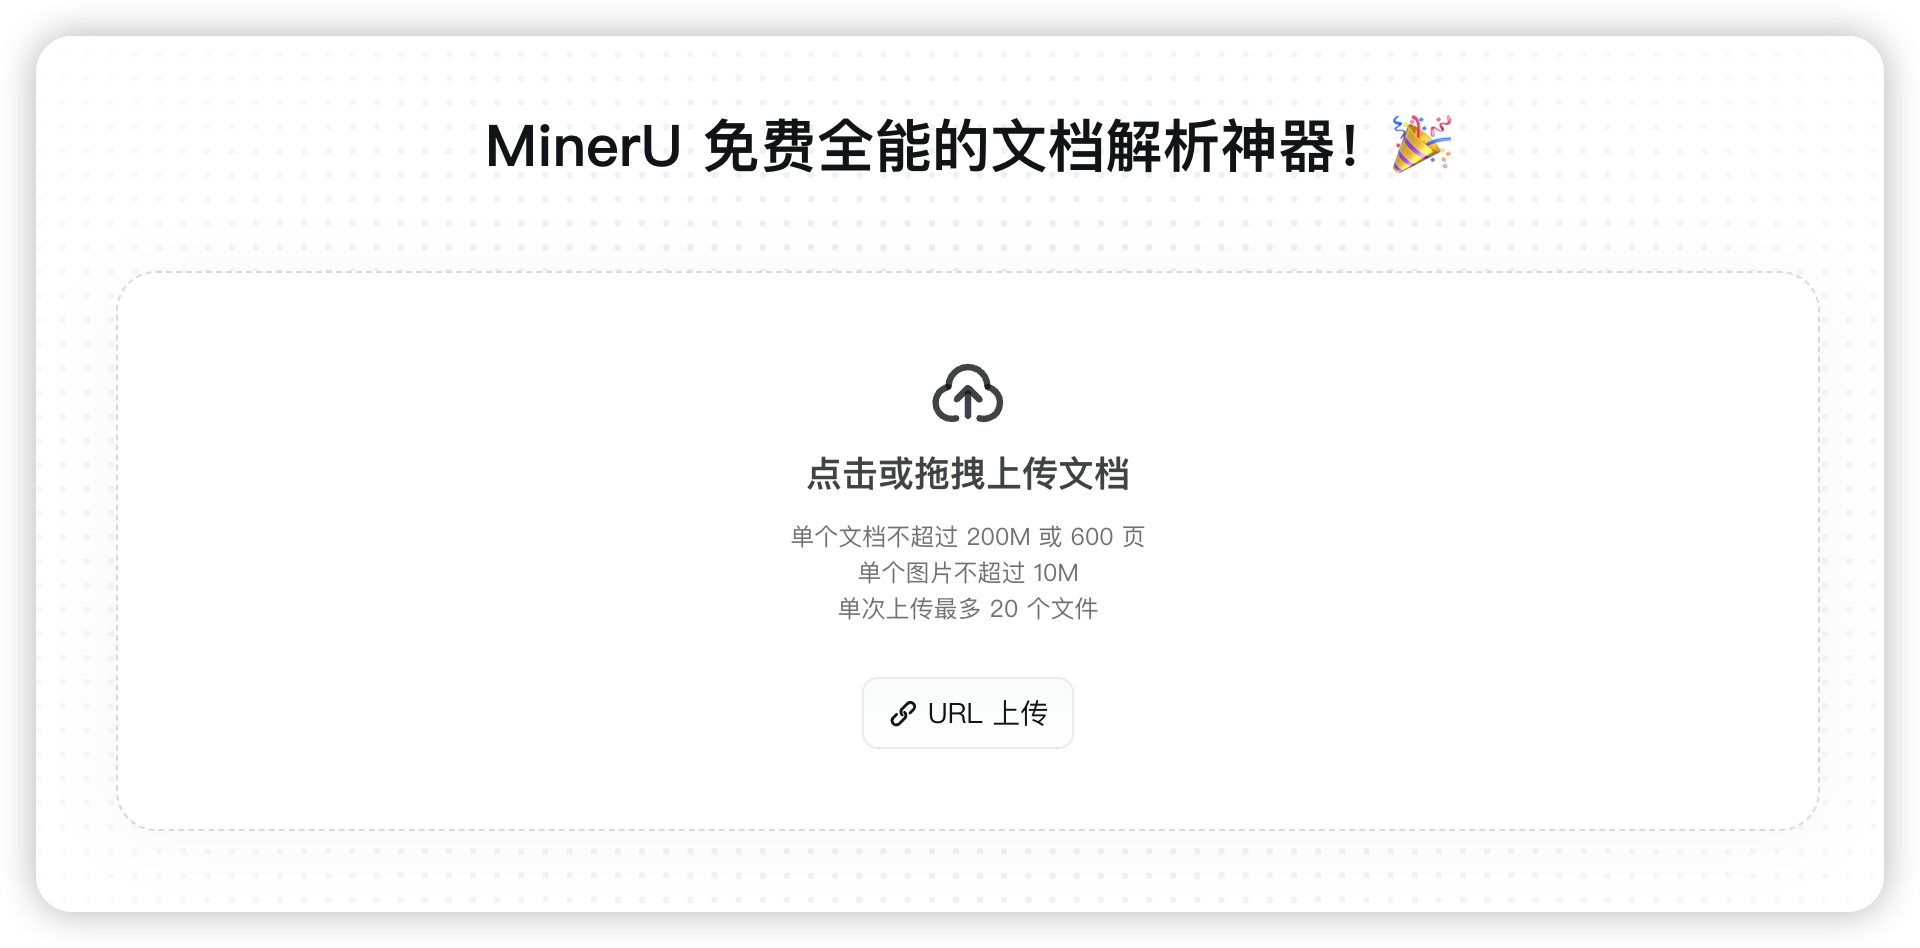 MinerU 免费全能的文档解析神器！🎉
点击或拖拽上传文档
单个文档不超过 200M 或 600 页
单个图片不超过 10M
单次上传最多 20 个文件
URL 上传